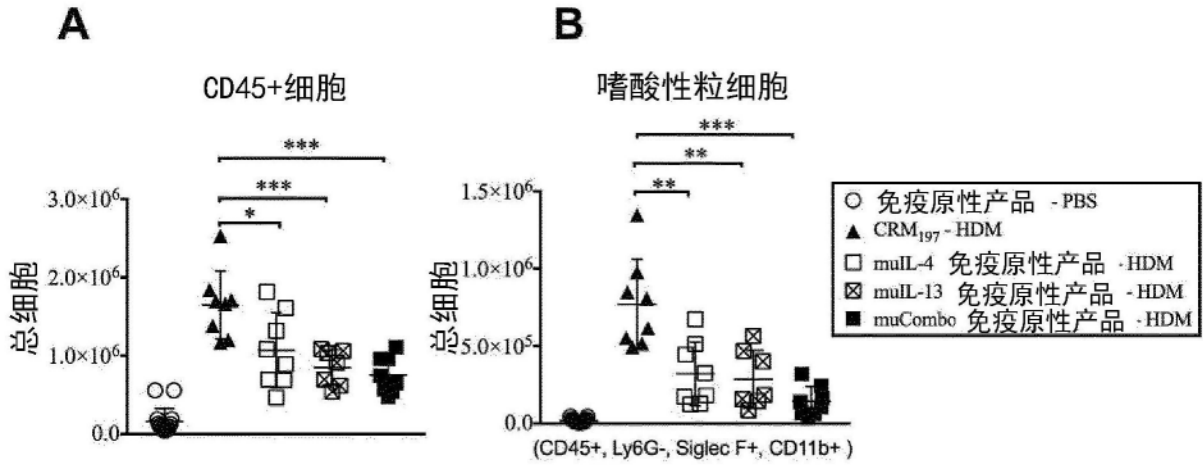 A
CD45+细胞
***
***
*
3.0×10⁶
2.0×10⁶
1.0×10⁶
0.0
总细胞
B
嗜酸性粒细胞
***
**
**
1.5×10⁶
1.0×10⁶
5.0×10⁵
0.0
总细胞
(CD45+, Ly6G-, Siglec F+, CD11b+ )
免疫原性产品 - PBS
CRM₁₉₇ - HDM
muIL-4 免疫原性产品 - HDM
muIL-13 免疫原性产品 - HDM
muCombo 免疫原性产品 - HDM